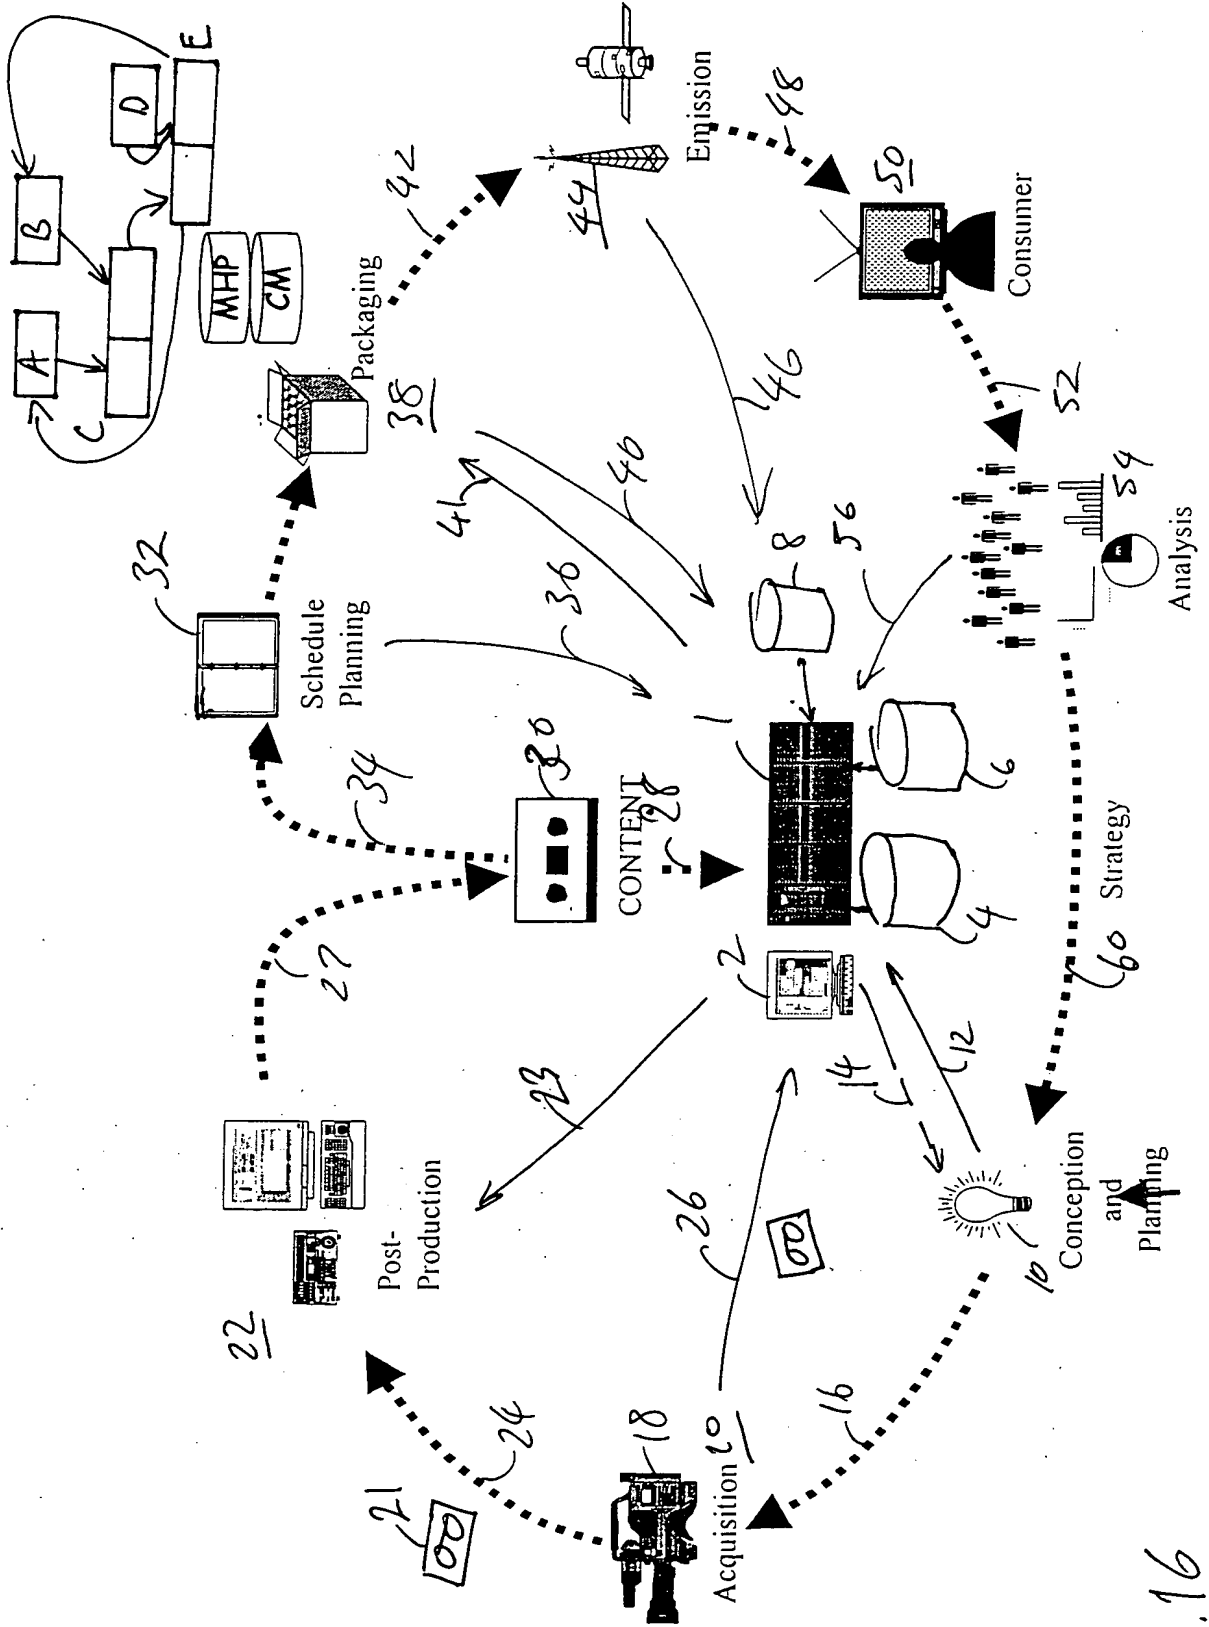 A
B
C
D
E
MHP
CM
32
Schedule
Planning
38
Packaging
42
44
Emission
48
50
Consumer
52
54
Analysis
56
46
40
41
36
34
30
CONTENT
28
27
22
Post-
Production
23
24
21
18
Acquisition 20
26
16
1
2
4
6
8
14
12
10
Conception
and
Planning
60 Strategy
.16